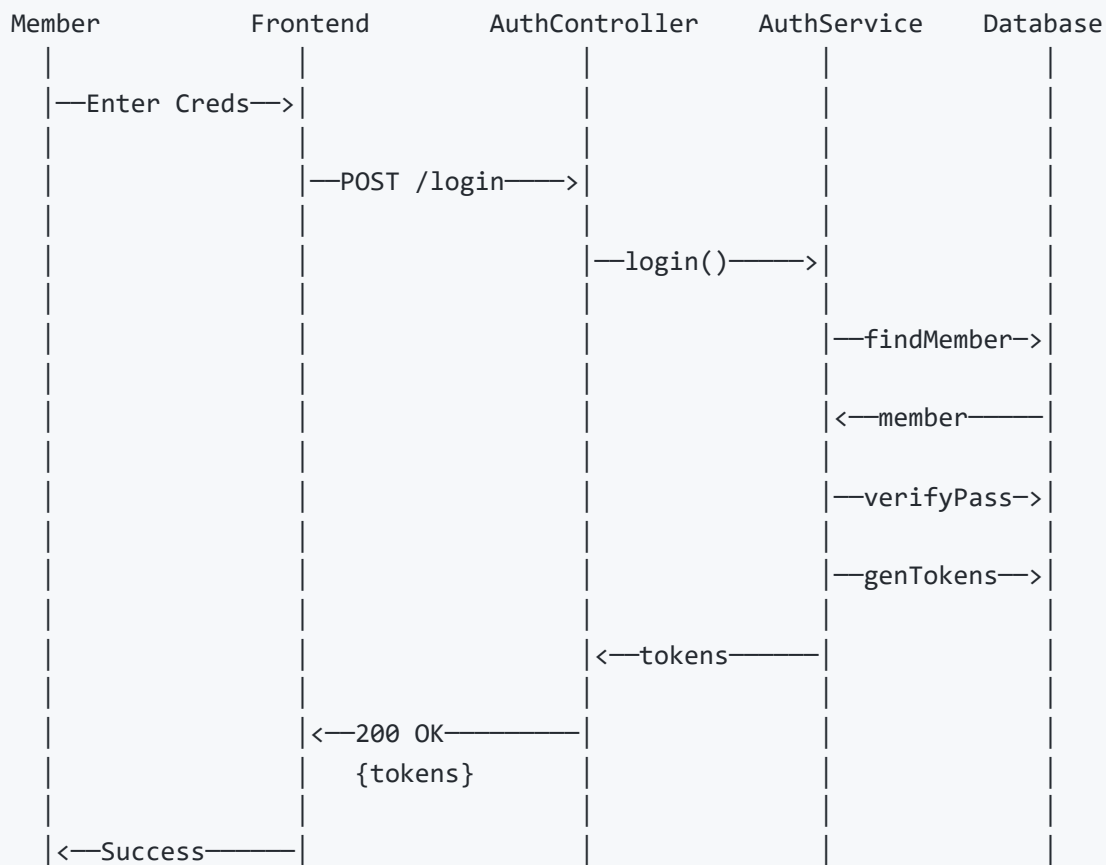 Member Frontend AuthController AuthService Database
Enter Creds
POST /login
login()
findMember
member
verifyPass
genTokens
tokens
200 OK
{tokens}
Success